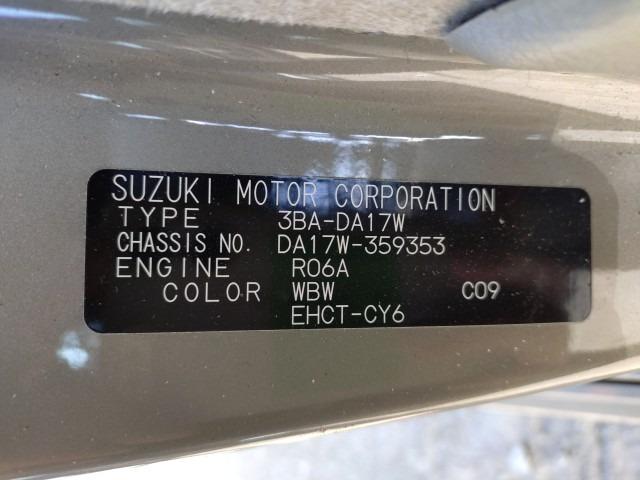 SUZUKI MOTOR CORPORATION
TYPE 3BA-DA17W
CHASSIS NO. DA17W-359353
ENGINE R06A
COLOR WBW C09
EHCT-CY6